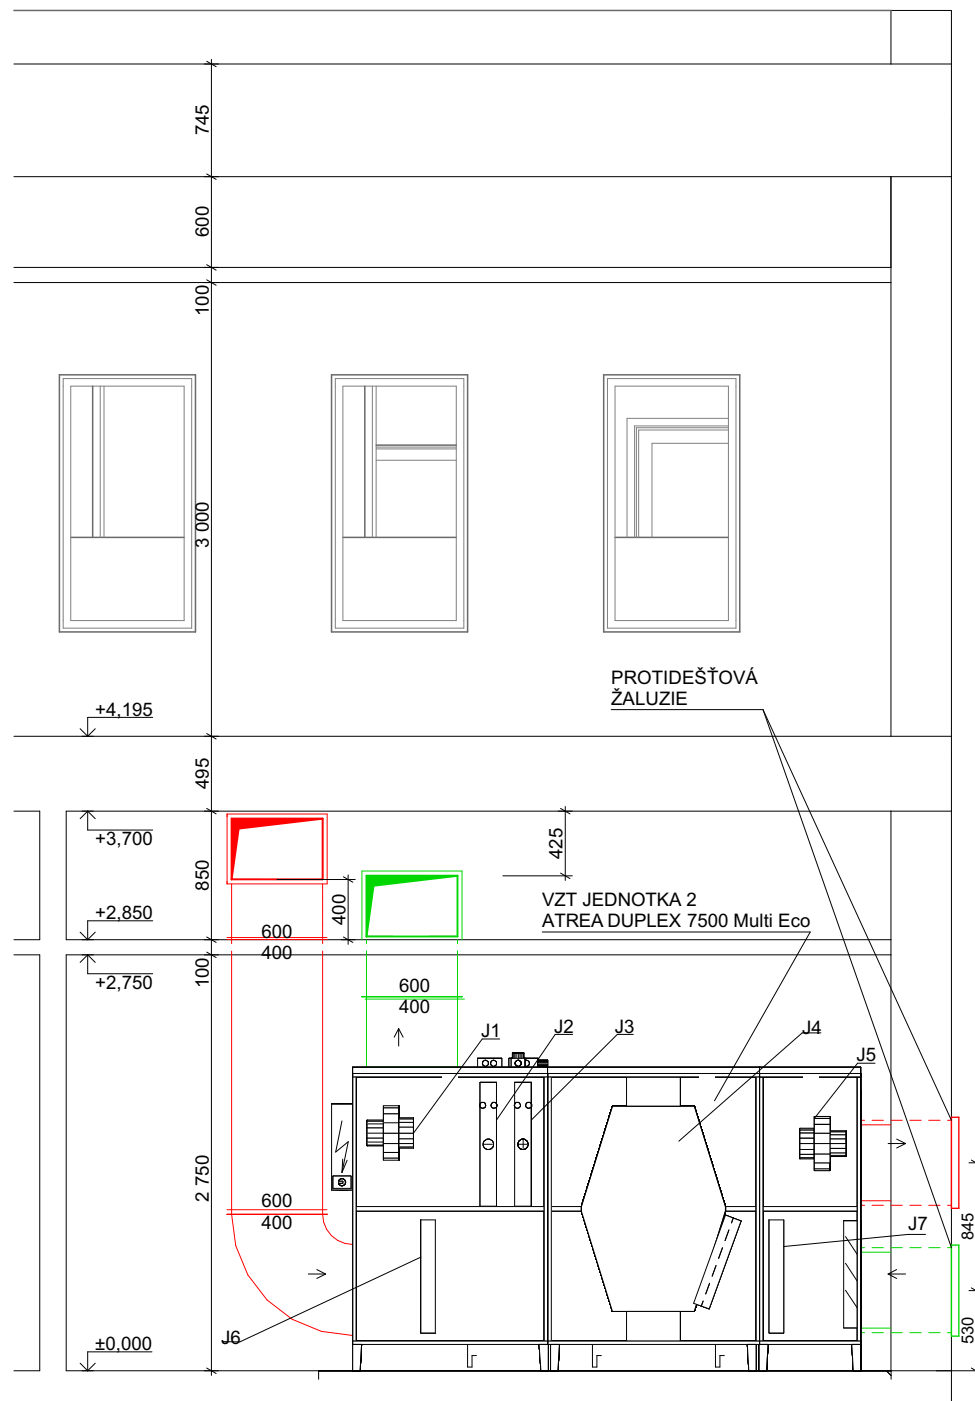 745
600
100
3 000
PROTIDEŠŤOVÁ
ŽALUZIE
+4,195
495
+3,700
425
850
400
VZT JEDNOTKA 2
ATREA DUPLEX 7500 Multi Eco
+2,850
600
400
+2,750
100
600
400
J1
J2
J3
J4
J5
2 750
600
400
845
J7
J6
530
±0,000